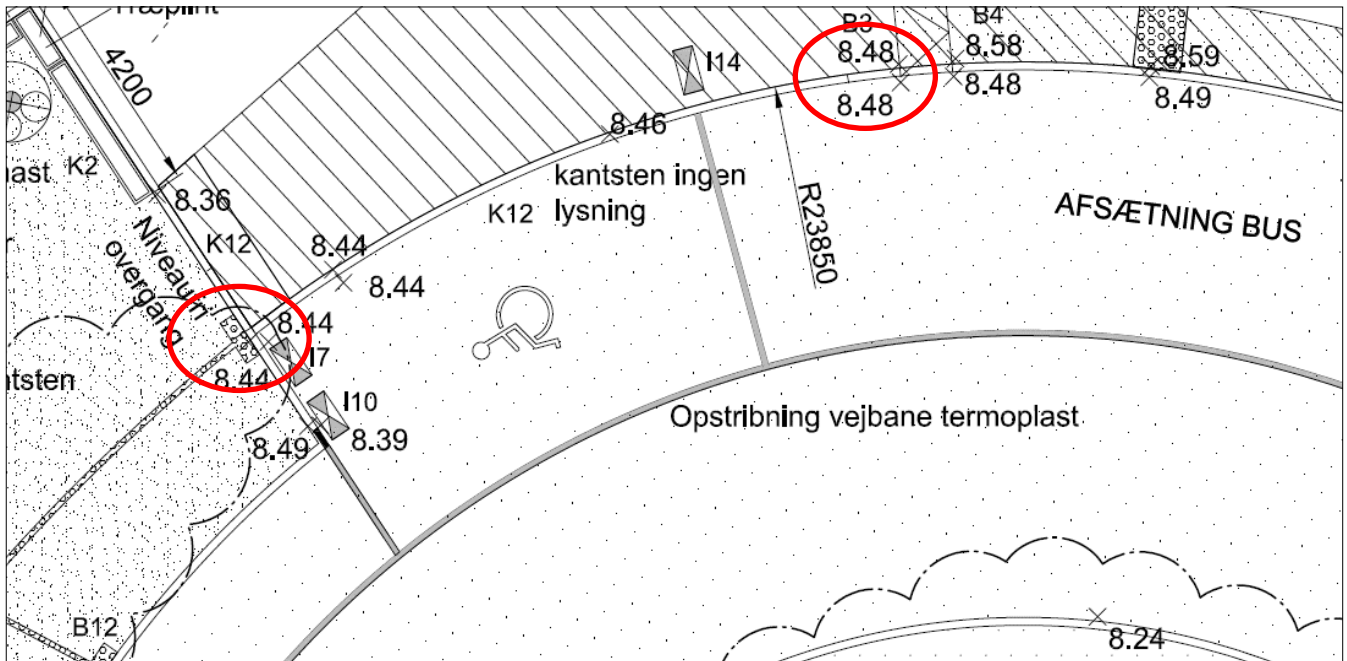 Træplint
4200
B3
B4
8.48
8.58
8.59
I14
8.48
8.48
8.49
8.46
K2
8.36
kantsten ingen
lysning
K12
R23850
AFSÆTNING BUS
K12
Niveaufri
overgang
8.44
8.44
8.44
I7
8.44
ntsten
I10
8.49
8.39
Opstribning vejbane termoplast
B12
8.24